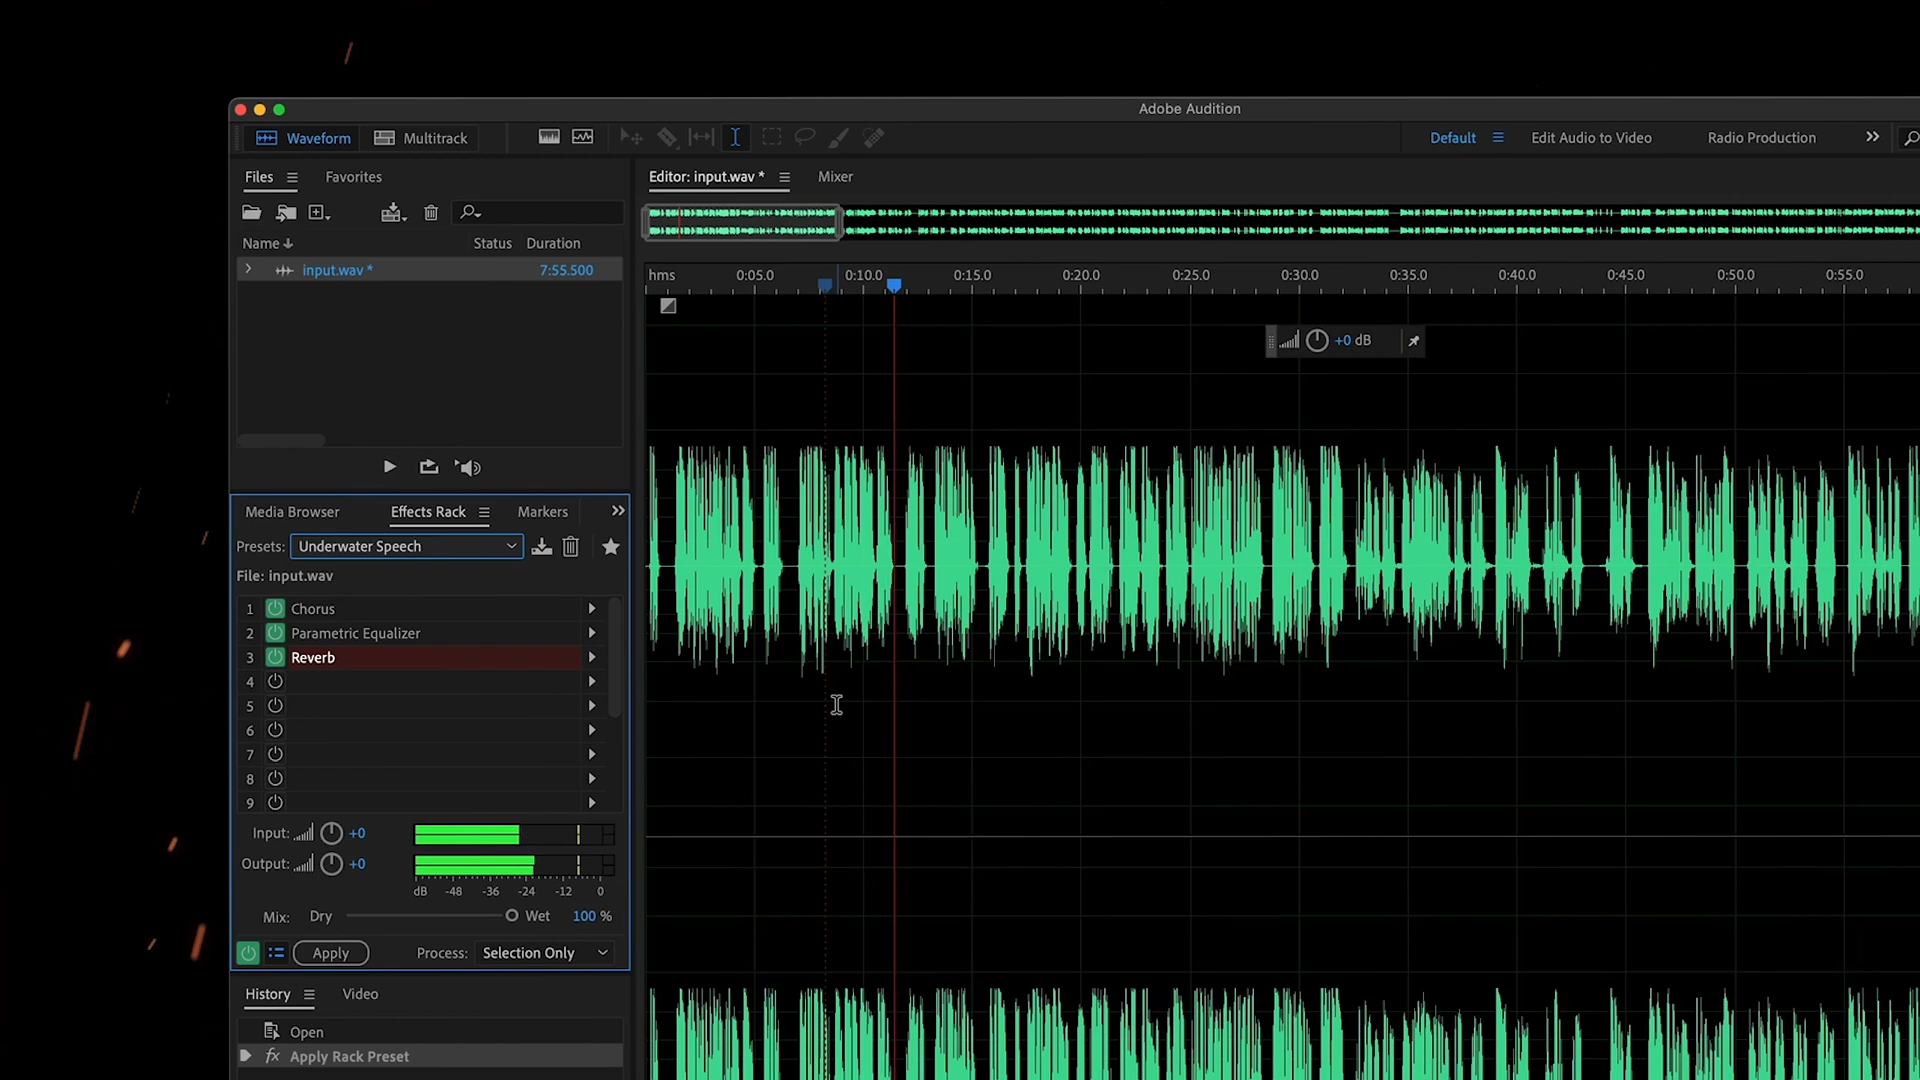 Adobe Audition
Waveform Multitrack Default Edit Audio to Video Radio Production
Files Favorites Editor: input.wav * Mixer
Name Status Duration
input.wav * 7:55.500
hms 0:05.0 0:10.0 0:15.0 0:20.0 0:25.0 0:30.0 0:35.0 0:40.0 0:45.0 0:50.0 0:55.0
+0 dB
Media Browser Effects Rack Markers
Presets: Underwater Speech
File: input.wav
1 Chorus
2 Parametric Equalizer
3 Reverb
4
5
6
7
8
9
Input: +0
Output: +0
dB -48 -36 -24 -12 0
Mix: Dry Wet 100 %
Apply Process: Selection Only
History Video
Open
fx Apply Rack Preset